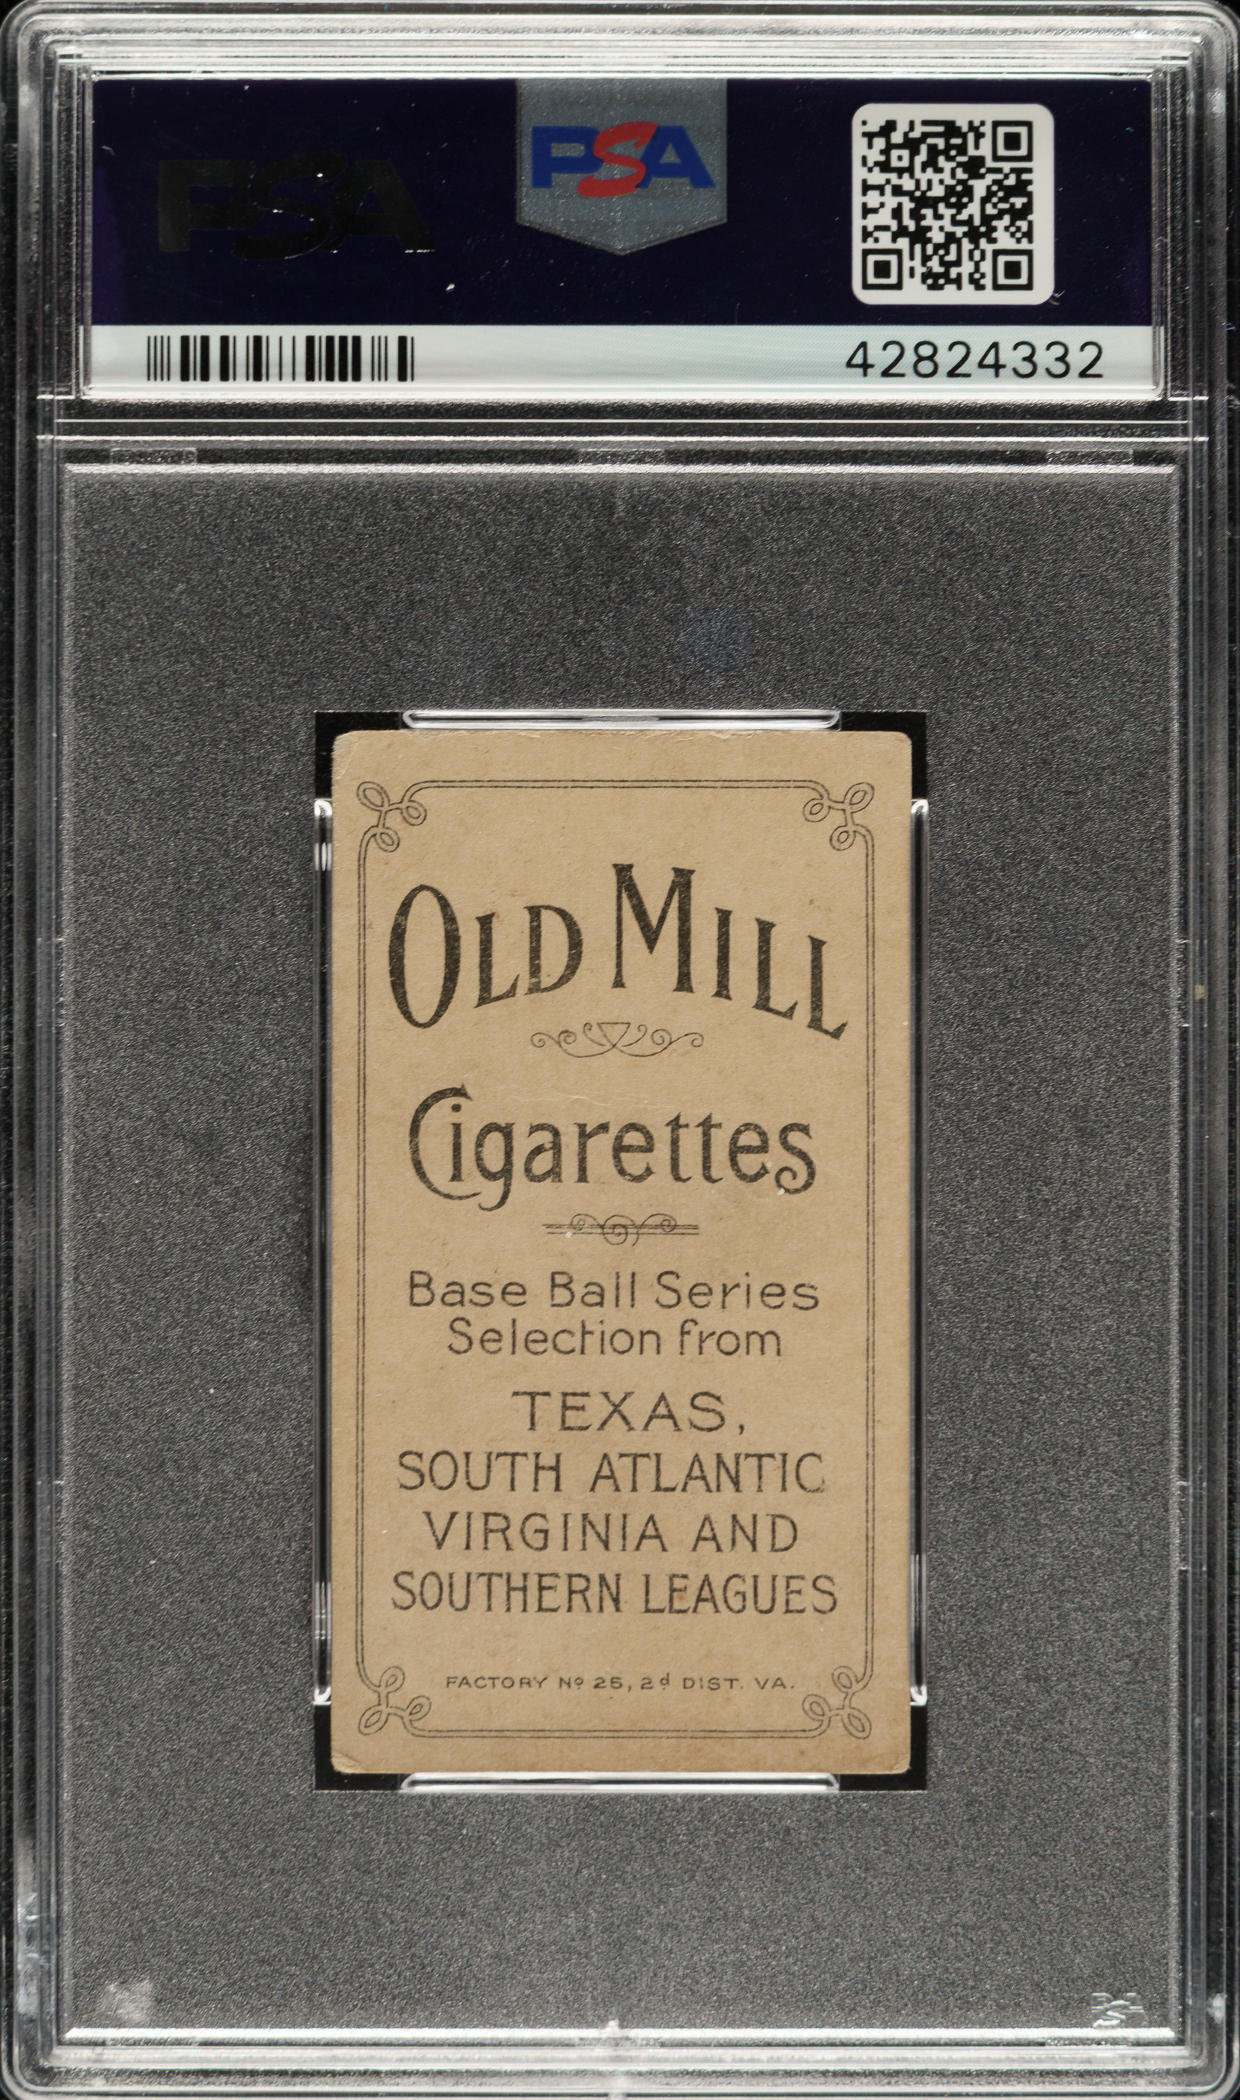 PSA
PSA
42824332
OLD MILL
Cigarettes
Base Ball Series
Selection from
TEXAS,
SOUTH ATLANTIC
VIRGINIA AND
SOUTHERN LEAGUES
FACTORY Nº 25, 2d DIST. VA.
PSA